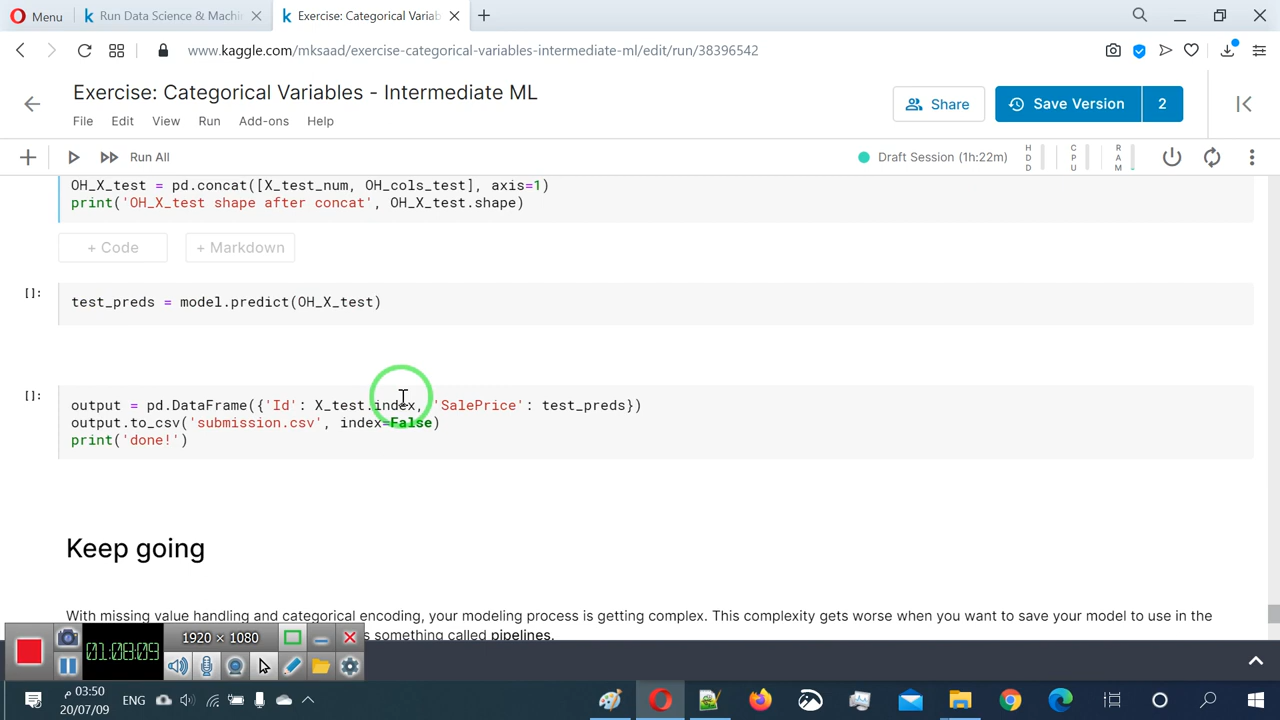 Menu
Run Data Science & Machi
Exercise: Categorical Variab
www.kaggle.com/mksaad/exercise-categorical-variables-intermediate-ml/edit/run/38396542
Exercise: Categorical Variables - Intermediate ML
Share
Save Version
2
File Edit View Run Add-ons Help
Run All
Draft Session (1h:22m)
HDD
CPU
RAM
OH_X_test = pd.concat([X_test_num, OH_cols_test], axis=1)
print('OH_X_test shape after concat', OH_X_test.shape)
+ Code
+ Markdown
[]:
test_preds = model.predict(OH_X_test)
[]:
output = pd.DataFrame({'Id': X_test.index, 'SalePrice': test_preds})
output.to_csv('submission.csv', index=False)
print('done!')
Keep going
With missing value handling and categorical encoding, your modeling process is getting complex. This complexity gets worse when you want to save your model to use in the
s something called pipelines.
01:03:09
1920 × 1080
03:50 م
20/07/09
ENG